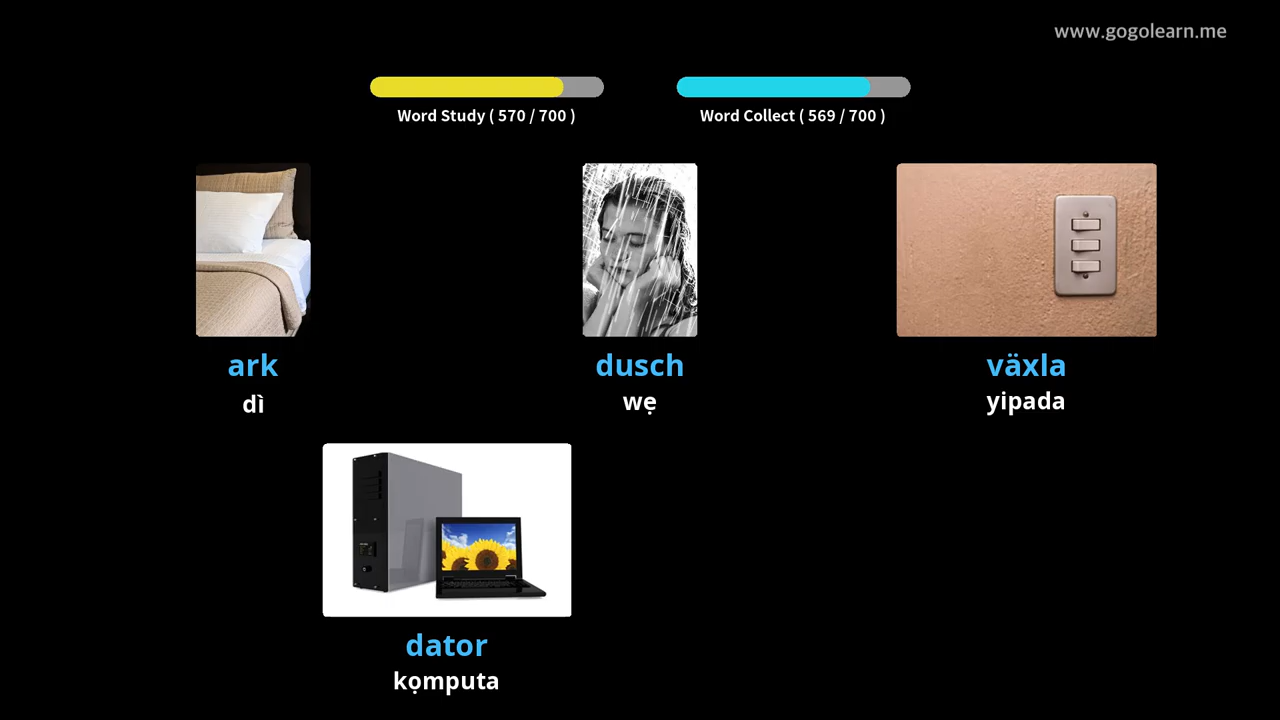 www.gogolearn.me
Word Study ( 570 / 700 )
Word Collect ( 569 / 700 )
ark
dì
dusch
wẹ
växla
yipada
dator
kọmputa